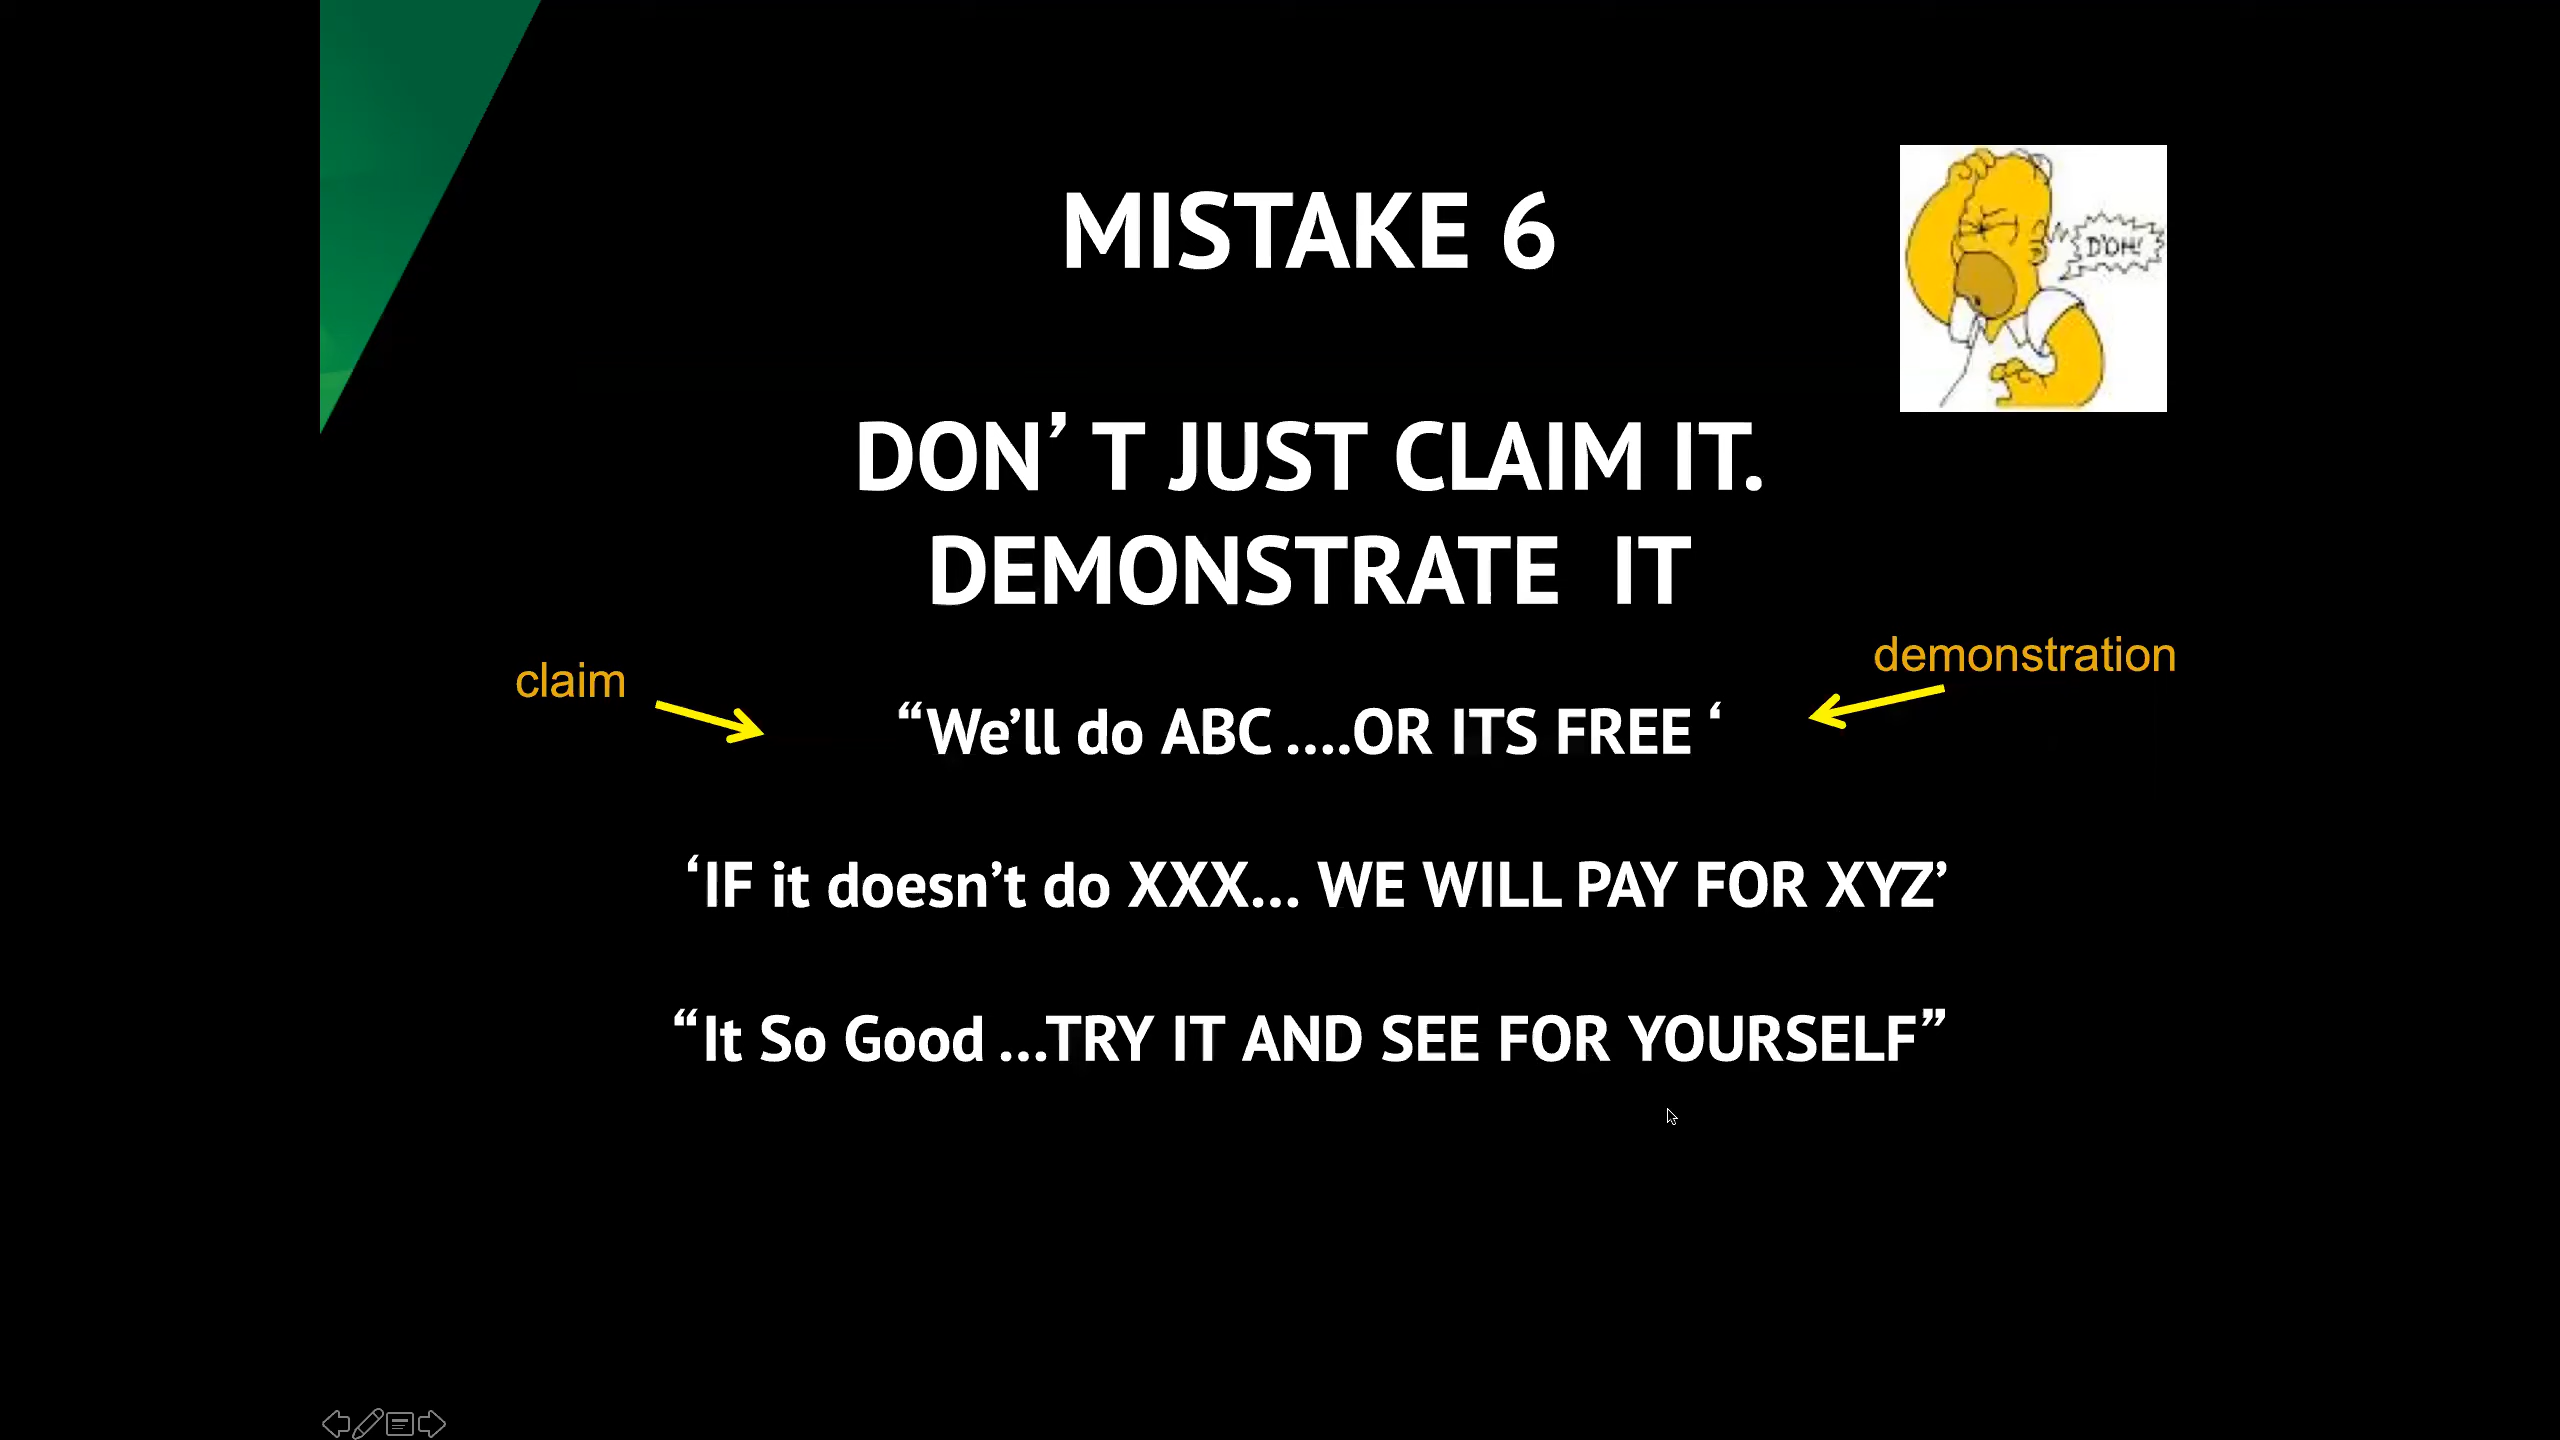 MISTAKE 6
D'OH!
DON’ T JUST CLAIM IT.
DEMONSTRATE  IT
claim
demonstration
“We’ll do ABC ....OR ITS FREE ‘
‘IF it doesn’t do XXX... WE WILL PAY FOR XYZ’
“It So Good ...TRY IT AND SEE FOR YOURSELF”